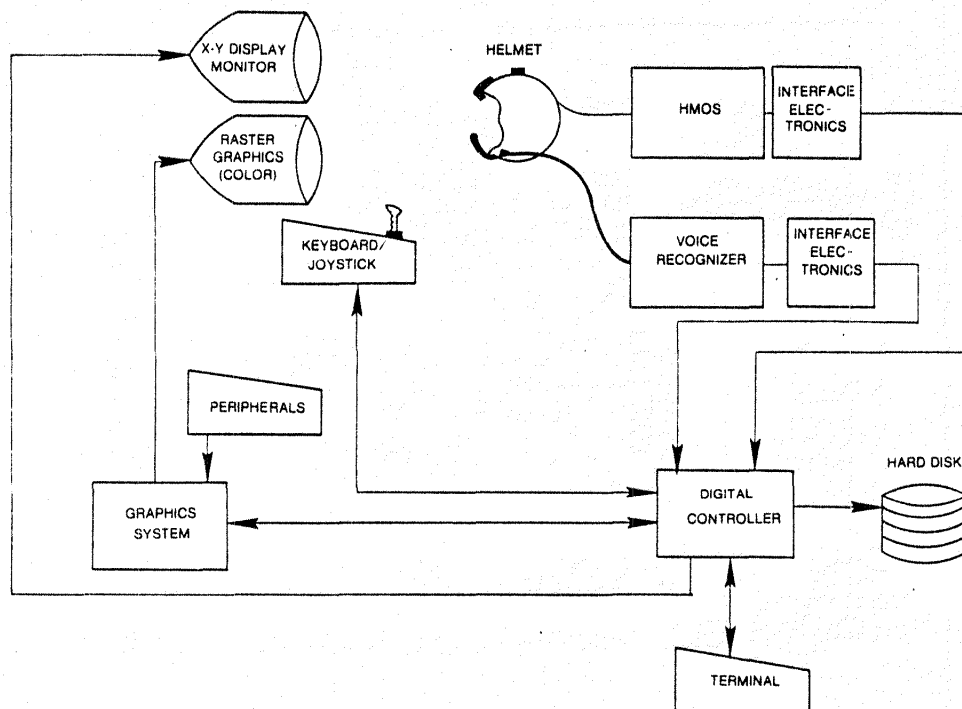 X-Y DISPLAY
MONITOR
HELMET
HMOS
INTERFACE
ELEC-
TRONICS
RASTER
GRAPHICS
(COLOR)
KEYBOARD/
JOYSTICK
VOICE
RECOGNIZER
INTERFACE
ELEC-
TRONICS
PERIPHERALS
HARD DISK
GRAPHICS
SYSTEM
DIGITAL
CONTROLLER
TERMINAL